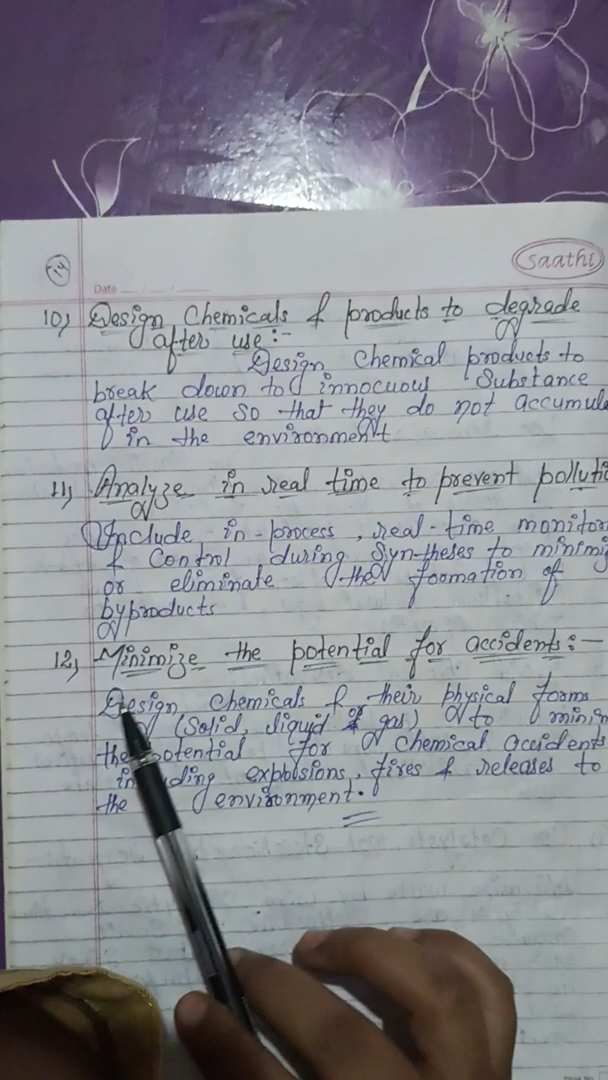 saathi
Date
10) Design Chemicals & products to degrade
after use :-
Design Chemical products to
break down to innocuous Substance
after use so that they do not accumul
in the environment
11) Analyze in real time to prevent polluti
Include in-process, real-time monitor
& Control during Syn-theses to minimi
or eliminate the formation of
byproducts
12) Minimize the potential for accidents:-
Design chemicals & their physical forms
(Solid, liquid or gas) to minim
the potential for chemical accidents
including explosions, fires & releases to
the environment.